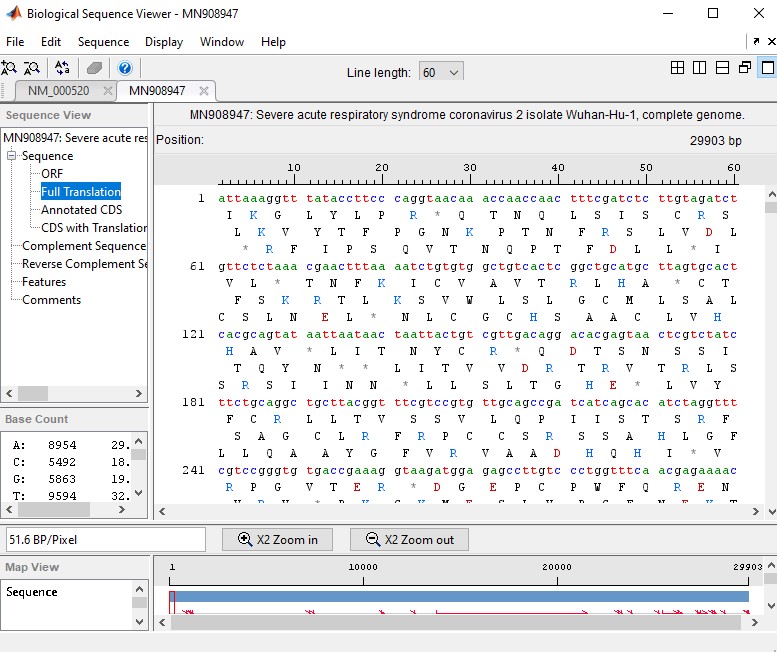 Biological Sequence Viewer - MN908947
File Edit Sequence Display Window Help
Line length: 60
NM_000520 MN908947
Sequence View
MN908947: Severe acute res
Sequence
ORF
Full Translation
Annotated CDS
CDS with Translation
Complement Sequence
Reverse Complement Se
Features
Comments
Base Count
A: 8954 29.
C: 5492 18.
G: 5863 19.
T: 9594 32.
MN908947: Severe acute respiratory syndrome coronavirus 2 isolate Wuhan-Hu-1, complete genome.
Position: 29903 bp
10 20 30 40 50 60
1 attaaaggtt tataccttcc caggtaacaa accaaccaac tttcgatctc ttgtagatct
I K G L Y L P R * Q T N Q L S I S C R S
L K V Y T F P G N K P T N F R S L V D L
* R F I P S Q V T N Q P T F D L L * I
61 gttctctaaa cgaactttaa aatctgtgtg gctgtcactc ggctgcatgc ttagtgcact
V L * T N F K I C V A V T R L H A * C T
F S K R T L K S V W L S L G C M L S A L
C S L N E L * N L C G C H S A A C L V H
121 cacgcagtat aattaataac taattactgt cgttgacagg acacgagtaa ctcgtctatc
H A V * L I T N Y C R * Q D T S N S S I
T Q Y N * * L I T V V D R T R V T R L S
S R S I I N N * L L S L T G H E * L V Y
181 ttctgcaggc tgcttacggt ttcgtccgtg ttgcagccga tcatcagcac atctaggttt
F C R L L T V S S V L Q P I I S T S R F
S A G C L R F R P C C S R S S A H L G F
L L Q A A Y G F V R V A A D H Q H I * V
241 cgtccgggtg tgaccgaaag gtaagatgga gagccttgtc cctggtttca acgagaaaac
R P G V T E R * D G E P C P W F Q R E N
51.6 BP/Pixel X2 Zoom in X2 Zoom out
Map View
Sequence
1 10000 20000 29903